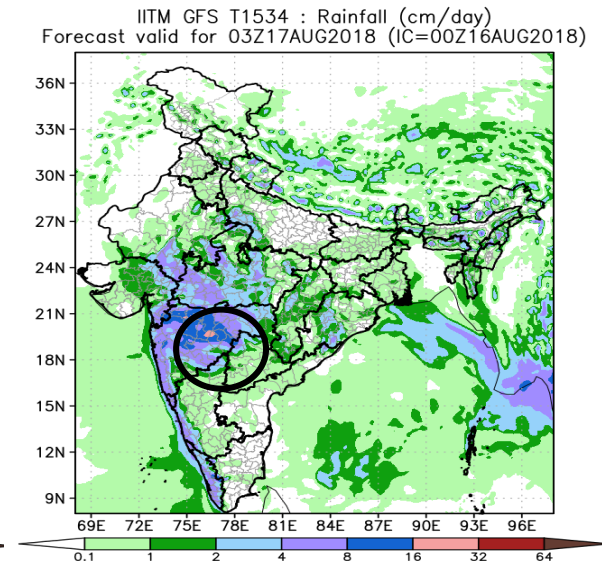 IITM GFS T1534 : Rainfall (cm/day)
Forecast valid for 03Z17AUG2018 (IC=00Z16AUG2018)
36N
33N
30N
27N
24N
21N
18N
15N
12N
9N
69E 72E 75E 78E 81E 84E 87E 90E 93E 96E
0.1 1 2 4 8 16 32 64